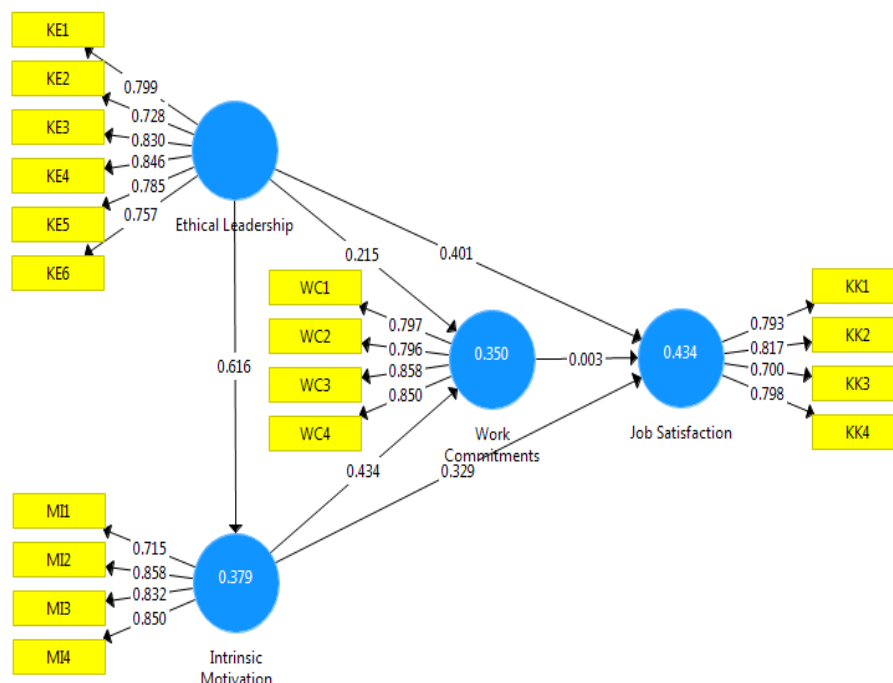 KE1
KE2
KE3
KE4
KE5
KE6
0.799
0.728
0.830
0.846
0.785
0.757
Ethical Leadership
0.215
0.401
0.616
WC1
WC2
WC3
WC4
0.797
0.796
0.858
0.850
0.350
Work
Commitments
0.003
0.434
Job Satisfaction
0.793
0.817
0.700
0.798
KK1
KK2
KK3
KK4
0.434
0.329
MI1
MI2
MI3
MI4
0.715
0.858
0.832
0.850
0.379
Intrinsic
Motivation